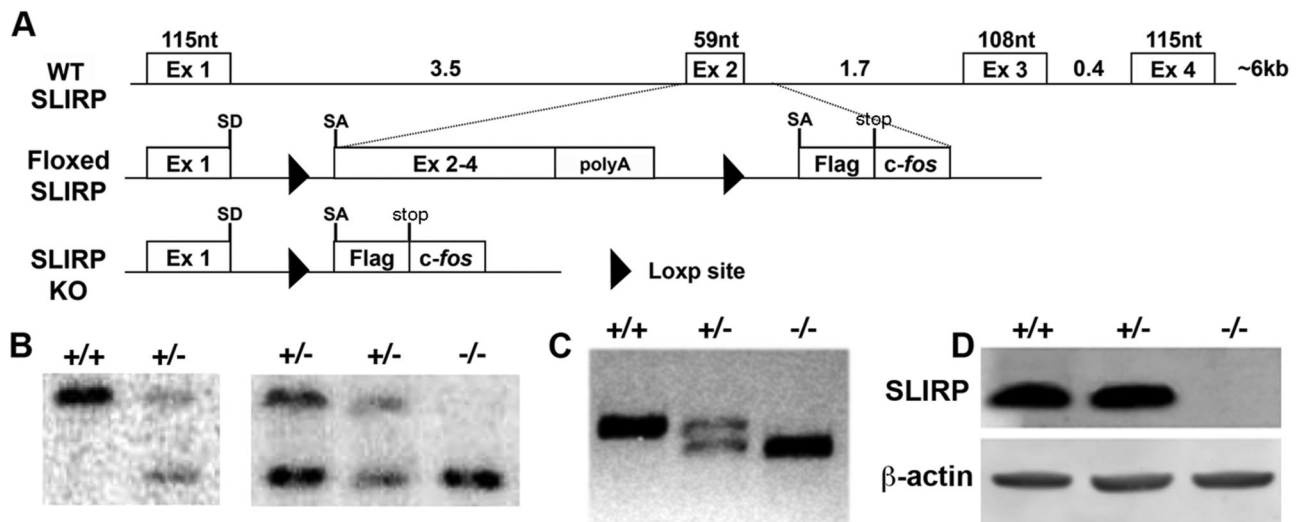 A
115nt 59nt 108nt 115nt
WT Ex 1 3.5 Ex 2 1.7 Ex 3 0.4 Ex 4 ~6kb
SLIRP
SD SA SA stop
Floxed Ex 1 Ex 2-4 polyA Flag c-fos
SLIRP
SD SA stop
SLIRP Ex 1 Flag c-fos Loxp site
KO
B +/+ +/- +/- +/- -/-
C +/+ +/- -/-
D +/+ +/- -/-
SLIRP
β-actin